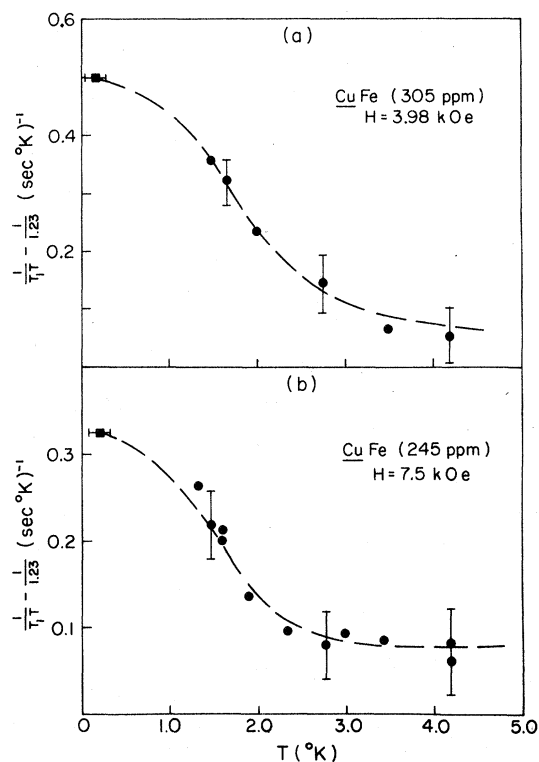 0.6
(a)
CuFe (305 ppm)
H = 3.98 kOe
0.4
0.2
1/T₁T - 1/1.23 (sec °K)⁻¹
(b)
CuFe (245 ppm)
H = 7.5 kOe
0.3
0.2
0.1
1/T₁T - 1/1.23 (sec °K)⁻¹
0 1.0 2.0 3.0 4.0 5.0
T (°K)